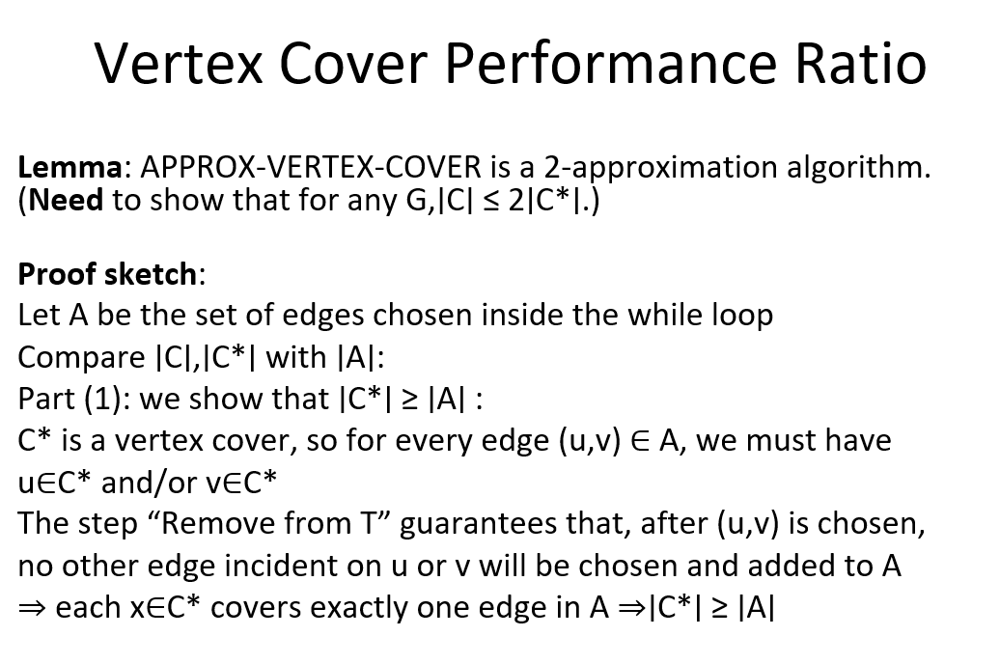 Vertex Cover Performance Ratio
Lemma: APPROX-VERTEX-COVER is a 2-approximation algorithm.
(Need to show that for any G,|C| ≤ 2|C*|.)
Proof sketch:
Let A be the set of edges chosen inside the while loop
Compare |C|,|C*| with |A|:
Part (1): we show that |C*| ≥ |A| :
C* is a vertex cover, so for every edge (u,v) ∈ A, we must have
u∈C* and/or v∈C*
The step “Remove from T” guarantees that, after (u,v) is chosen,
no other edge incident on u or v will be chosen and added to A
⇒ each x∈C* covers exactly one edge in A ⇒|C*| ≥ |A|